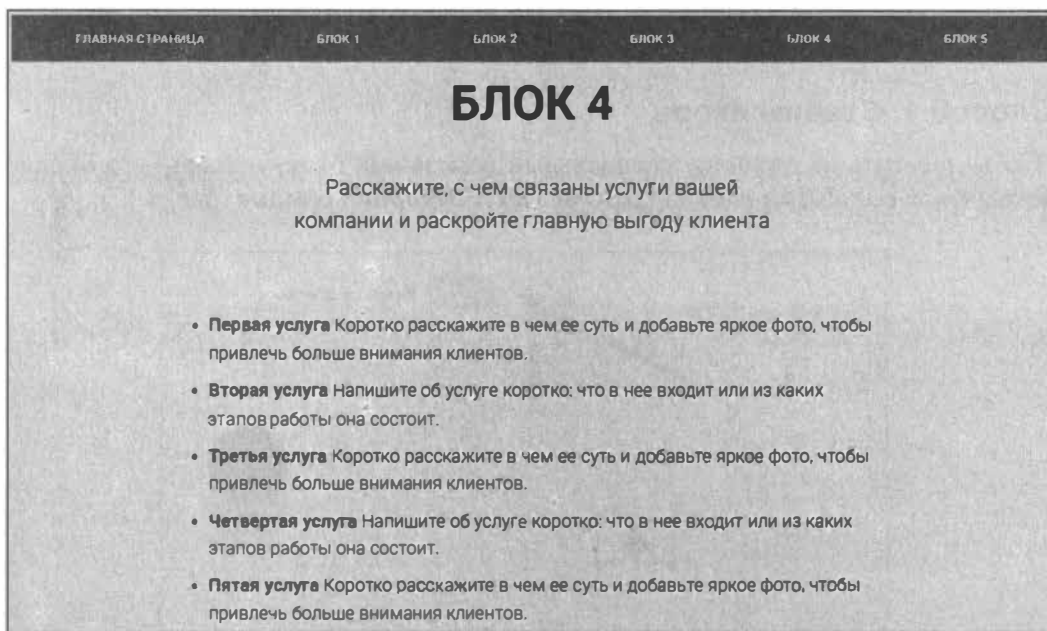 ГЛАВНАЯ СТРАНИЦА БЛОК 1 БЛОК 2 БЛОК 3 БЛОК 4 БЛОК 5
БЛОК 4
Расскажите, с чем связаны услуги вашей
компании и раскройте главную выгоду клиента
• Первая услуга Коротко расскажите в чем ее суть и добавьте яркое фото, чтобы
привлечь больше внимания клиентов.
• Вторая услуга Напишите об услуге коротко: что в нее входит или из каких
этапов работы она состоит.
• Третья услуга Коротко расскажите в чем ее суть и добавьте яркое фото, чтобы
привлечь больше внимания клиентов.
• Четвертая услуга Напишите об услуге коротко: что в нее входит или из каких
этапов работы она состоит.
• Пятая услуга Коротко расскажите в чем ее суть и добавьте яркое фото, чтобы
привлечь больше внимания клиентов.